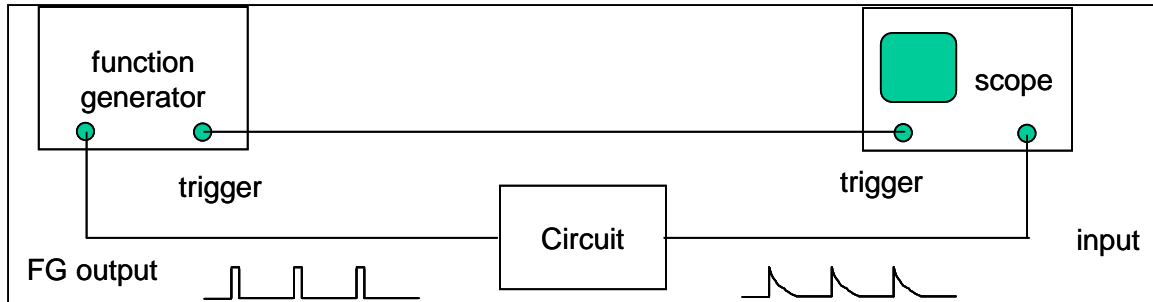 function
generator
scope
trigger
trigger
Circuit
input
FG output